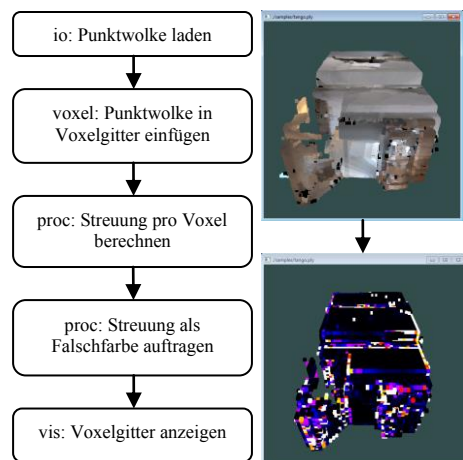 io: Punktwolke laden
voxel: Punktwolke in
Voxelgitter einfügen
proc: Streuung pro Voxel
berechnen
proc: Streuung als
Falschfarbe auftragen
vis: Voxelgitter anzeigen